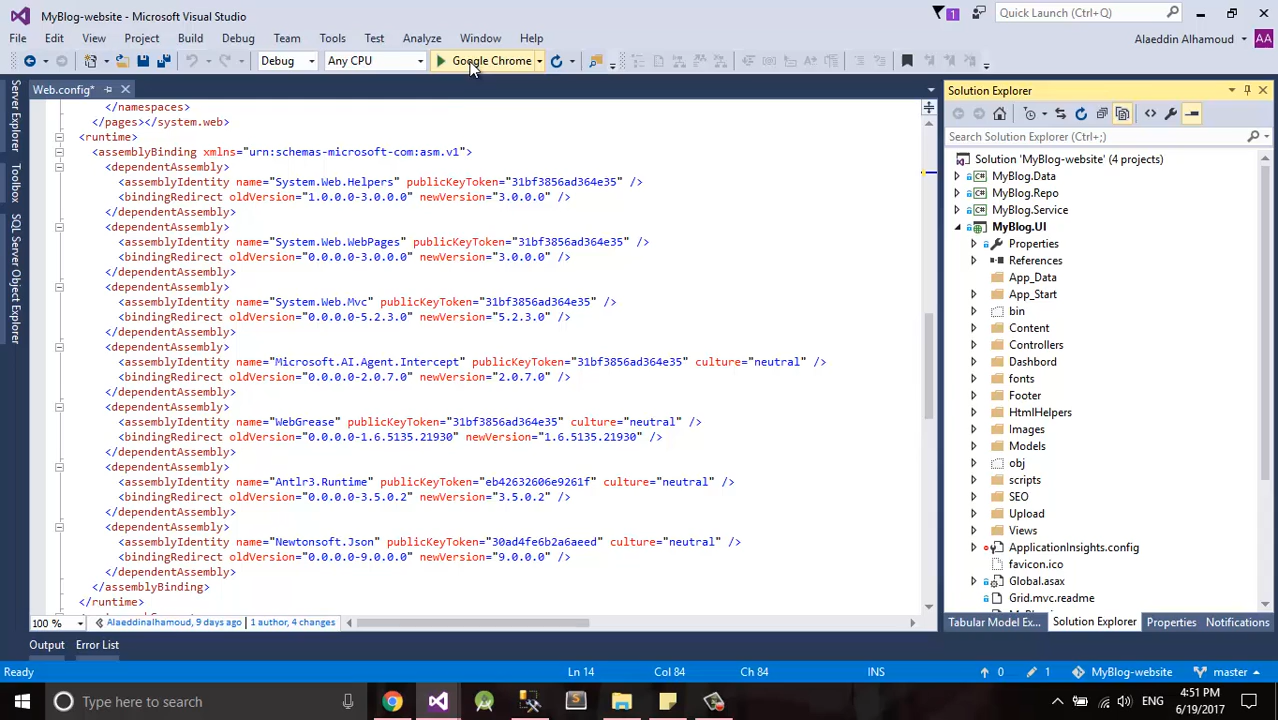 MyBlog-website - Microsoft Visual Studio
1
Quick Launch (Ctrl+Q)
File Edit View Project Build Debug Team Tools Test Analyze Window Help
Alaeddin Alhamoud AA
Debug Any CPU Google Chrome
Server Explorer
Toolbox
SQL Server Object Explorer
Web.config*
</namespaces>
</pages></system.web>
<runtime>
<assemblyBinding xmlns="urn:schemas-microsoft-com:asm.v1">
<dependentAssembly>
<assemblyIdentity name="System.Web.Helpers" publicKeyToken="31bf3856ad364e35" />
<bindingRedirect oldVersion="1.0.0.0-3.0.0.0" newVersion="3.0.0.0" />
</dependentAssembly>
<dependentAssembly>
<assemblyIdentity name="System.Web.WebPages" publicKeyToken="31bf3856ad364e35" />
<bindingRedirect oldVersion="0.0.0.0-3.0.0.0" newVersion="3.0.0.0" />
</dependentAssembly>
<dependentAssembly>
<assemblyIdentity name="System.Web.Mvc" publicKeyToken="31bf3856ad364e35" />
<bindingRedirect oldVersion="0.0.0.0-5.2.3.0" newVersion="5.2.3.0" />
</dependentAssembly>
<dependentAssembly>
<assemblyIdentity name="Microsoft.AI.Agent.Intercept" publicKeyToken="31bf3856ad364e35" culture="neutral" />
<bindingRedirect oldVersion="0.0.0.0-2.0.7.0" newVersion="2.0.7.0" />
</dependentAssembly>
<dependentAssembly>
<assemblyIdentity name="WebGrease" publicKeyToken="31bf3856ad364e35" culture="neutral" />
<bindingRedirect oldVersion="0.0.0.0-1.6.5135.21930" newVersion="1.6.5135.21930" />
</dependentAssembly>
<dependentAssembly>
<assemblyIdentity name="Antlr3.Runtime" publicKeyToken="eb42632606e9261f" culture="neutral" />
<bindingRedirect oldVersion="0.0.0.0-3.5.0.2" newVersion="3.5.0.2" />
</dependentAssembly>
<dependentAssembly>
<assemblyIdentity name="Newtonsoft.Json" publicKeyToken="30ad4fe6b2a6aeed" culture="neutral" />
<bindingRedirect oldVersion="0.0.0.0-9.0.0.0" newVersion="9.0.0.0" />
</dependentAssembly>
</assemblyBinding>
</runtime>
100 % Alaeddinalhamoud, 9 days ago | 1 author, 4 changes
Solution Explorer
Search Solution Explorer (Ctrl+;)
Solution 'MyBlog-website' (4 projects)
MyBlog.Data
MyBlog.Repo
MyBlog.Service
MyBlog.UI
Properties
References
App_Data
App_Start
bin
Content
Controllers
Dashbord
fonts
Footer
HtmlHelpers
Images
Models
obj
scripts
SEO
Upload
Views
ApplicationInsights.config
favicon.ico
Global.asax
Grid.mvc.readme
Tabular Model Ex... Solution Explorer Properties Notifications
Output Error List
Ready Ln 14 Col 84 Ch 84 INS 0 1 MyBlog-website master
Type here to search
ENG
4:51 PM
6/19/2017